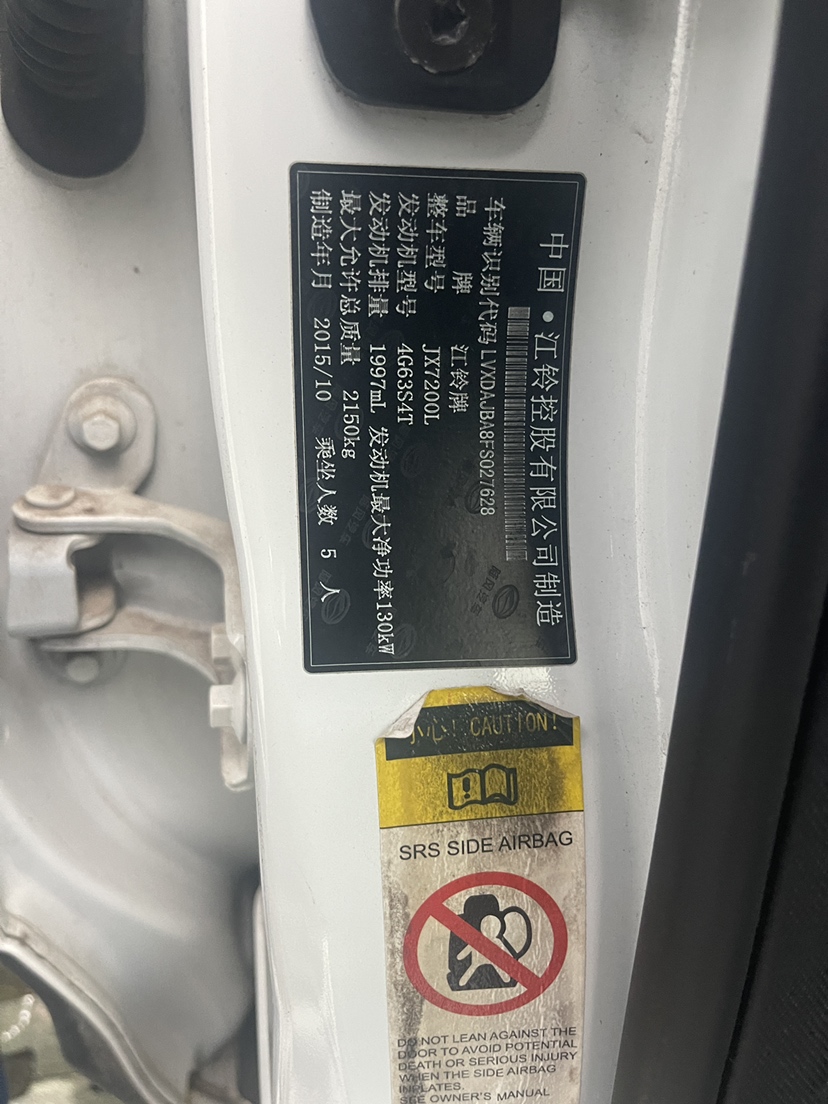 中国·江铃控股有限公司制造
车辆识别代码 LVXDAJBA8FS027628
品 牌 江铃牌
整车型号 JX7200L
发动机型号 4G63S4T
发动机排量 1997mL 发动机最大净功率130kW
最大允许总质量 2150kg
制造年月 2015/10 乘坐人数 5 人
小心! CAUTION!
SRS SIDE AIRBAG
DO NOT LEAN AGAINST THE
DOOR TO AVOID POTENTIAL
DEATH OR SERIOUS INJURY
WHEN THE SIDE AIRBAG
INFLATES.
SEE OWNER'S MANUAL